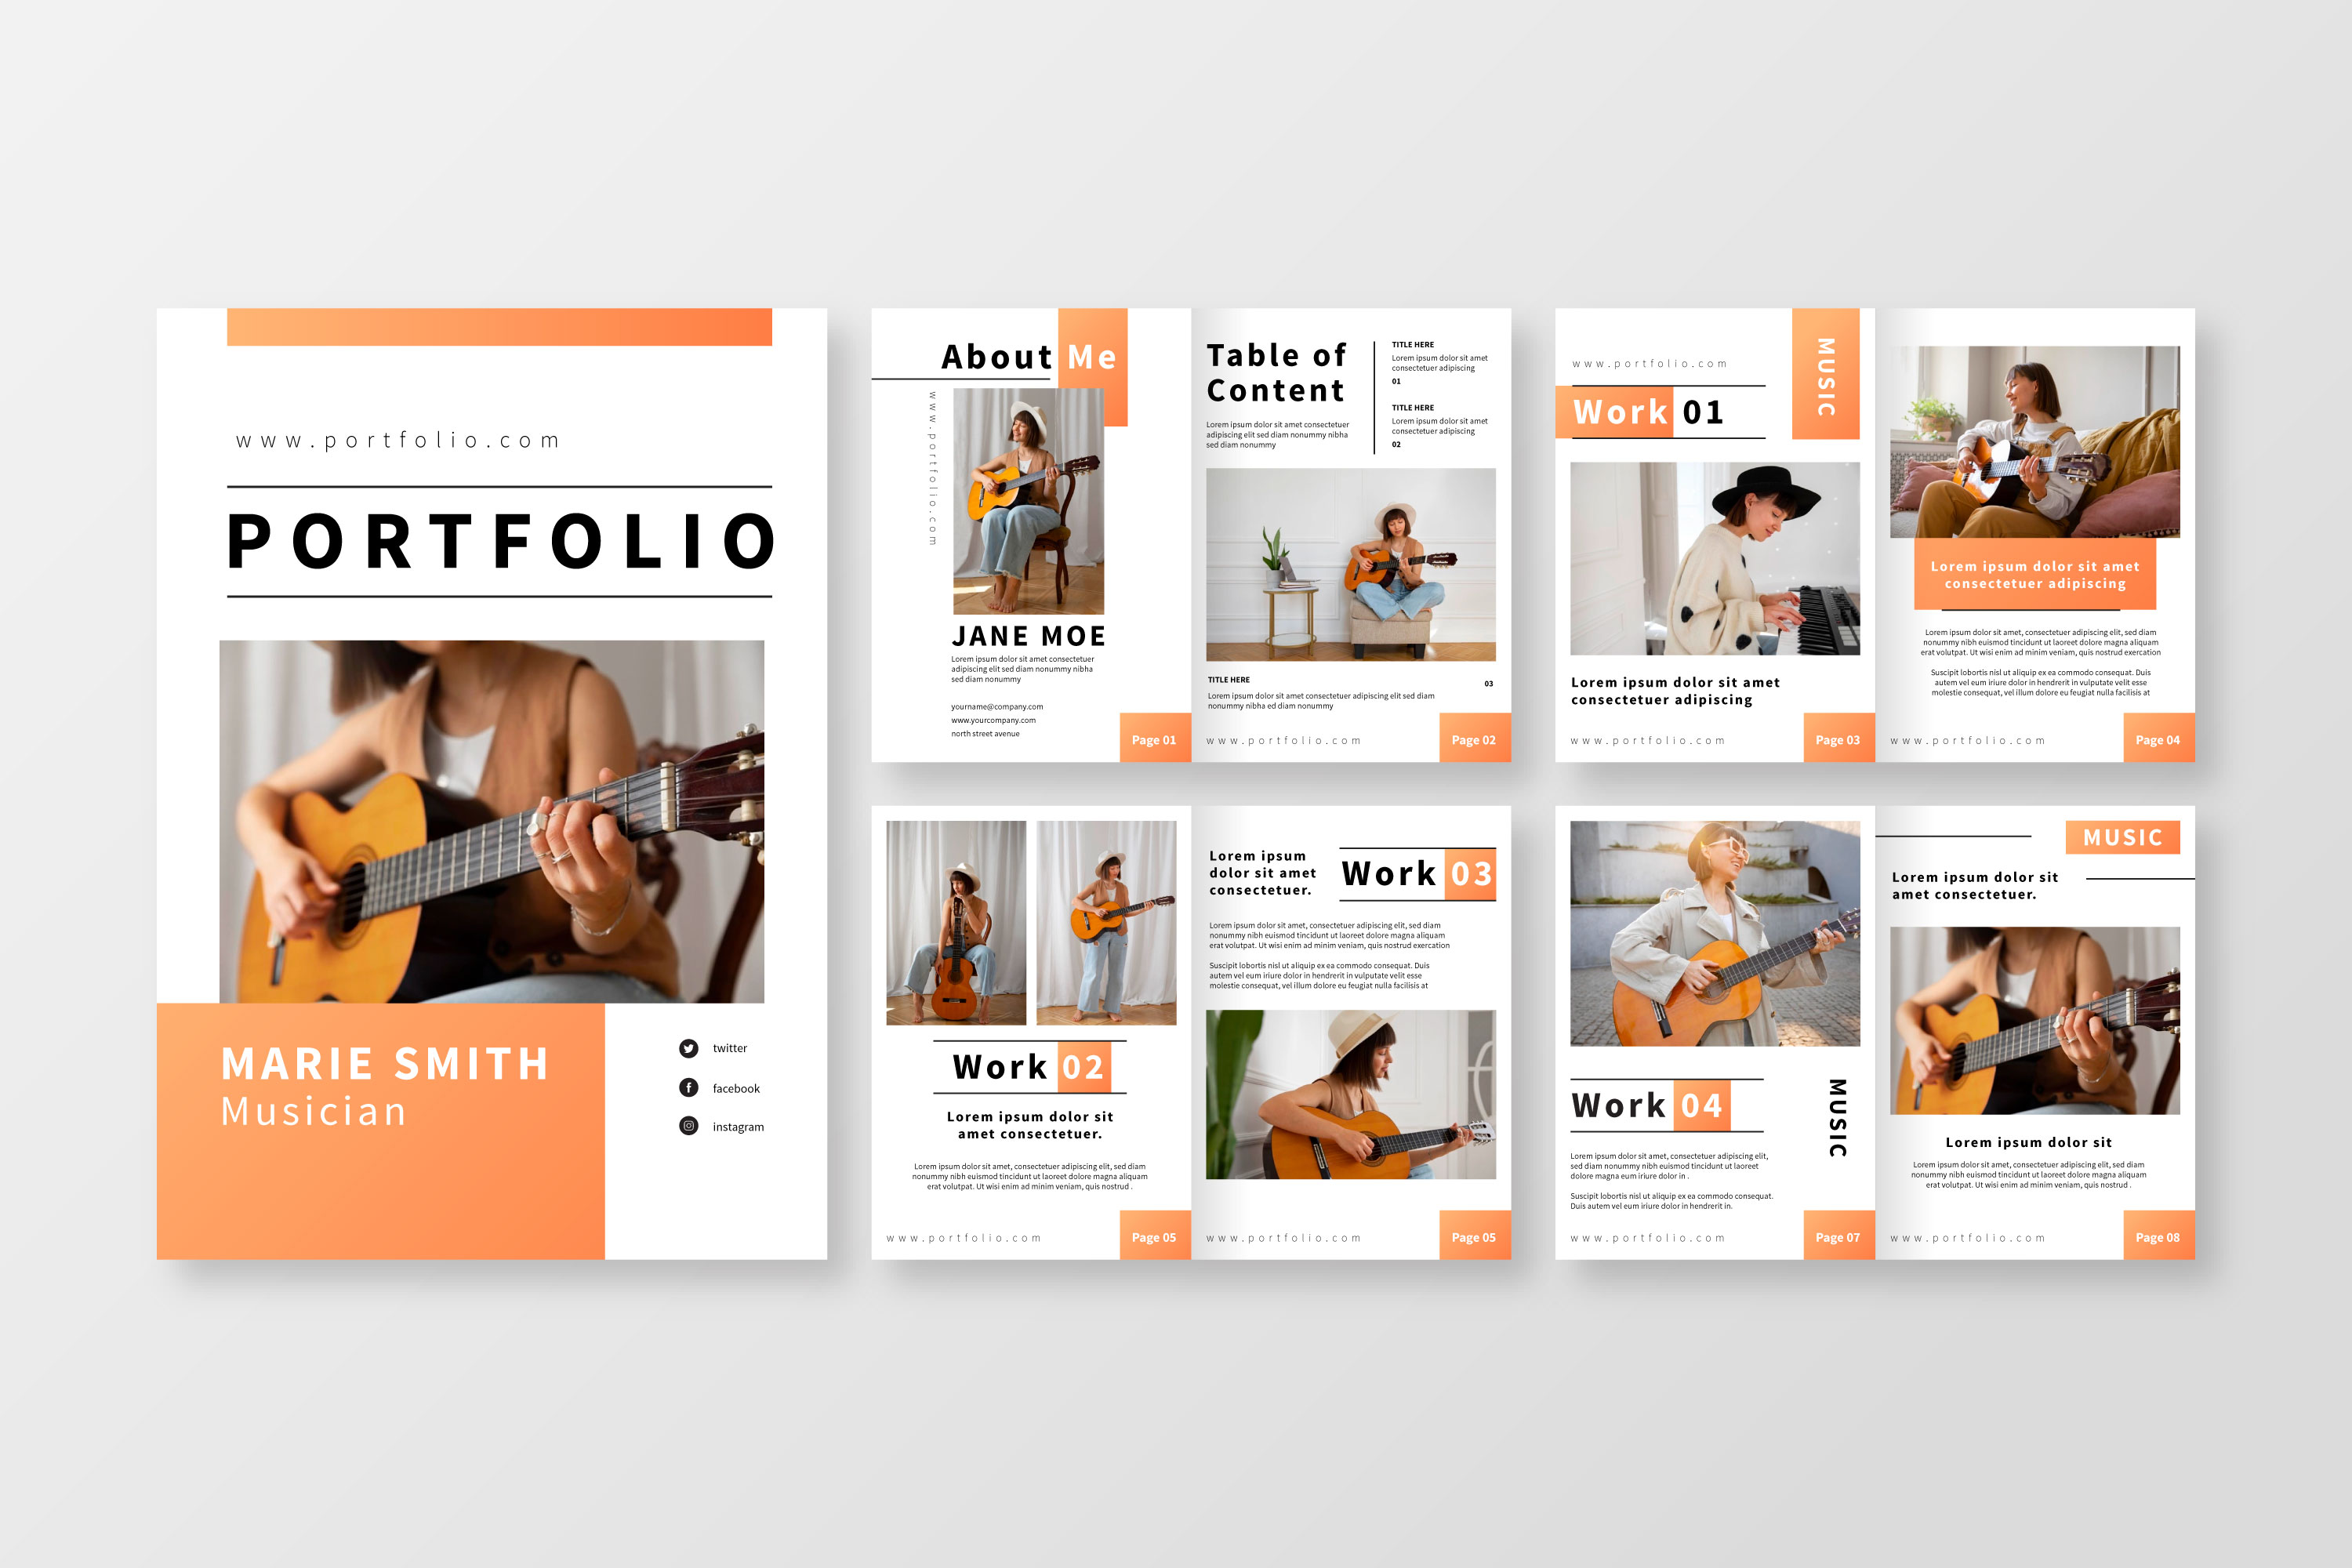 www.portfolio.com
PORTFOLIO
MARIE SMITH
Musician
twitter
facebook
instagram
About Me
www.portfolio.com
JANE MOE
Lorem ipsum dolor sit amet consectetuer
adipiscing elit sed diam nonummy nibha
sed diam nonummy
yourname@company.com
www.yourcompany.com
north street avenue
Page 01
Table of
Content
Lorem ipsum dolor sit amet consectetuer
adipiscing elit sed diam nonummy nibha
sed diam nonummy
TITLE HERE
Lorem ipsum dolor sit amet
consectetuer adipiscing
01
TITLE HERE
Lorem ipsum dolor sit amet
consectetuer adipiscing
02
TITLE HERE
03
Lorem ipsum dolor sit amet consectetuer adipiscing elit sed diam
nonummy nibha ed diam nonummy
www.portfolio.com
Page 02
www.portfolio.com
MUSIC
Work 01
Lorem ipsum dolor sit amet
consectetuer adipiscing
www.portfolio.com
Page 03
Lorem ipsum dolor sit amet
consectetuer adipiscing
Lorem ipsum dolor sit amet, consectetuer adipiscing elit, sed diam
nonummy nibh euismod tincidunt ut laoreet dolore magna aliquam
erat volutpat. Ut wisi enim ad minim veniam, quis nostrud exercation
Suscipit lobortis nisl ut aliquip ex ea commodo consequat. Duis
autem vel eum iriure dolor in hendrerit in vulputate velit esse
molestie consequat, vel illum dolore eu feugiat nulla facilisis at
www.portfolio.com
Page 04
Work 02
Lorem ipsum dolor sit
amet consectetuer.
Lorem ipsum dolor sit amet, consectetuer adipiscing elit, sed diam
nonummy nibh euismod tincidunt ut laoreet dolore magna aliquam
erat volutpat. Ut wisi enim ad minim veniam, quis nostrud .
www.portfolio.com
Page 05
Lorem ipsum
dolor sit amet
consectetuer.
Work 03
Lorem ipsum dolor sit amet, consectetuer adipiscing elit, sed diam
nonummy nibh euismod tincidunt ut laoreet dolore magna aliquam
erat volutpat. Ut wisi enim ad minim veniam, quis nostrud exercation
Suscipit lobortis nisl ut aliquip ex ea commodo consequat. Duis
autem vel eum iriure dolor in hendrerit in vulputate velit esse
molestie consequat, vel illum dolore eu feugiat nulla facilisis at
www.portfolio.com
Page 05
Work 04
MUSIC
Lorem ipsum dolor sit amet, consectetuer adipiscing elit,
sed diam nonummy nibh euismod tincidunt ut laoreet
dolore magna eum iriure dolor in .
Suscipit lobortis nisl ut aliquip ex ea commodo consequat.
Duis autem vel eum iriure dolor in hendrerit in.
www.portfolio.com
Page 07
MUSIC
Lorem ipsum dolor sit
amet consectetuer.
Lorem ipsum dolor sit
Lorem ipsum dolor sit amet, consectetuer adipiscing elit, sed diam
nonummy nibh euismod tincidunt ut laoreet dolore magna aliquam
erat volutpat. Ut wisi enim ad minim veniam, quis nostrud .
www.portfolio.com
Page 08